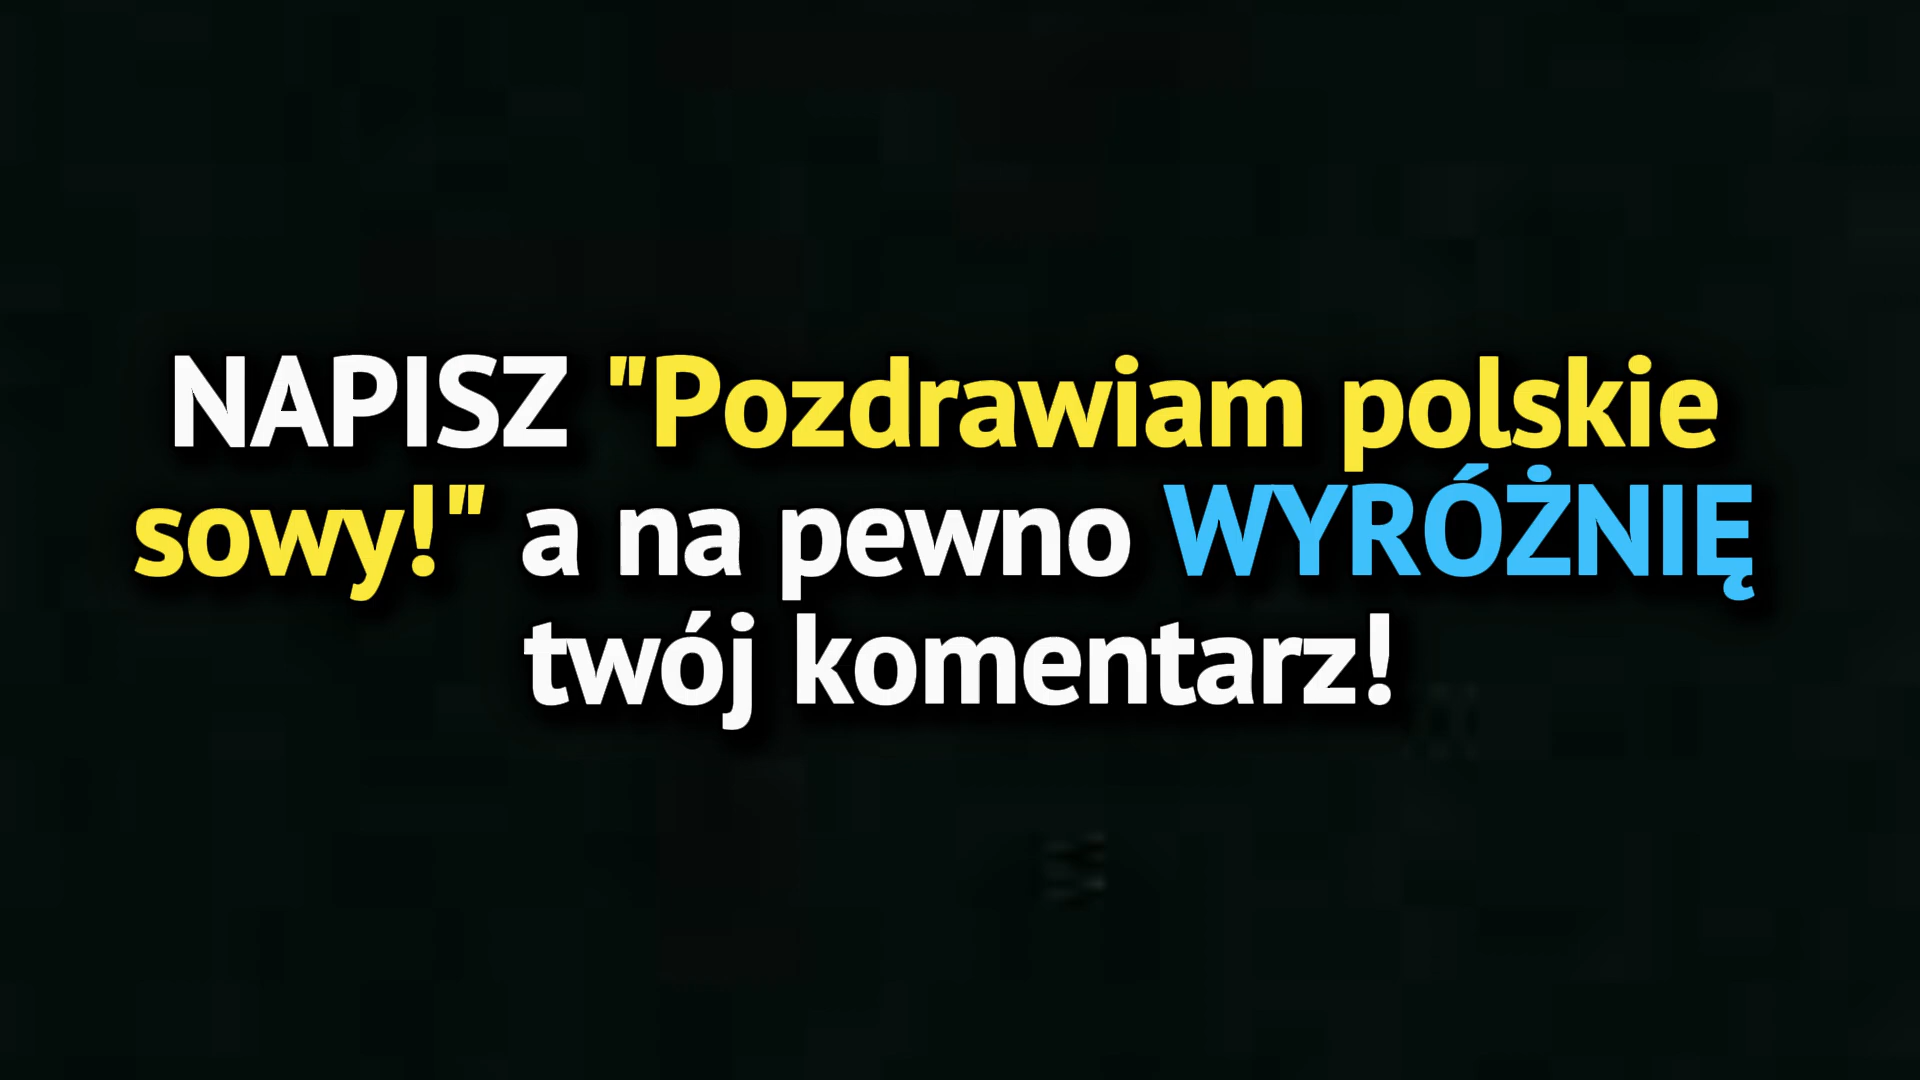 NAPISZ "Pozdrawiam polskie
sowy!" a na pewno WYRÓŻNIĘ
twój komentarz!